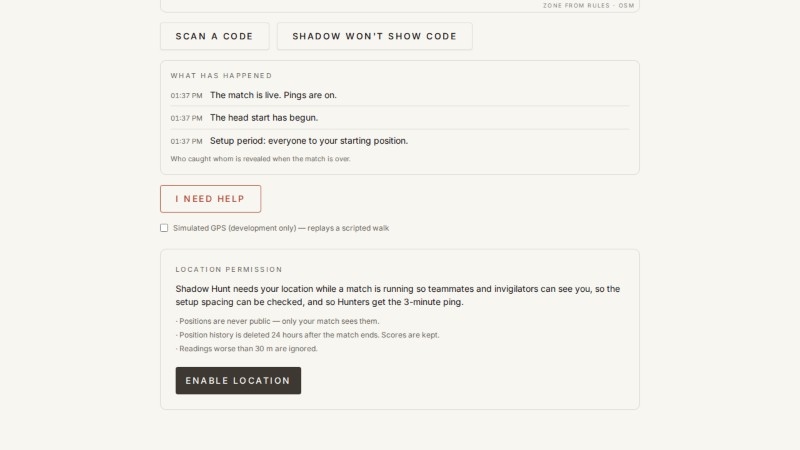 ZONE FROM RULES · OSM
SCAN A CODE
SHADOW WON'T SHOW CODE
WHAT HAS HAPPENED
01:37 PM The match is live. Pings are on.
01:37 PM The head start has begun.
01:37 PM Setup period: everyone to your starting position.
Who caught whom is revealed when the match is over.
I NEED HELP
Simulated GPS (development only) — replays a scripted walk
LOCATION PERMISSION
Shadow Hunt needs your location while a match is running so teammates and invigilators can see you, so the
setup spacing can be checked, and so Hunters get the 3-minute ping.
· Positions are never public — only your match sees them.
· Position history is deleted 24 hours after the match ends. Scores are kept.
· Readings worse than 30 m are ignored.
ENABLE LOCATION